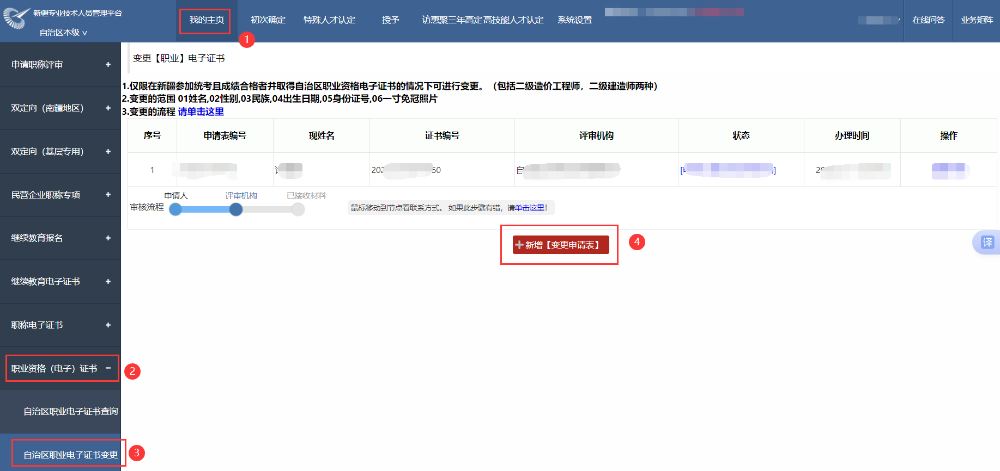 新疆专业技术人员管理平台
自治区本级 ∨
我的主页 初次确定 特殊人才认定 授予 访惠聚三年高定 高技能人才认定 系统设置
在线问答 业务矩阵
1
申请职称评审 +
双定向（南疆地区） +
双定向（基层专用） +
民营企业职称专项 +
继续教育报名 +
继续教育电子证书 +
职称电子证书 +
职业资格（电子）证书 −
2
自治区职业电子证书查询
自治区职业电子证书变更
3
变更【职业】电子证书
1.仅限在新疆参加统考且成绩合格者并取得自治区职业资格电子证书的情况下可进行变更。（包括二级造价工程师，二级建造师两种）
2.变更的范围 01姓名,02性别,03民族,04出生日期,05身份证号,06一寸免冠照片
3.变更的流程 请单击这里
序号 申请表编号 现姓名 证书编号 评审机构 状态 办理时间 操作
1 202 50 自 [ ] 20
申请人 评审机构 已接收材料
审核流程
鼠标移动到节点看联系方式。 如果此步骤有错，请单击这里！
+新增【变更申请表】
4
译